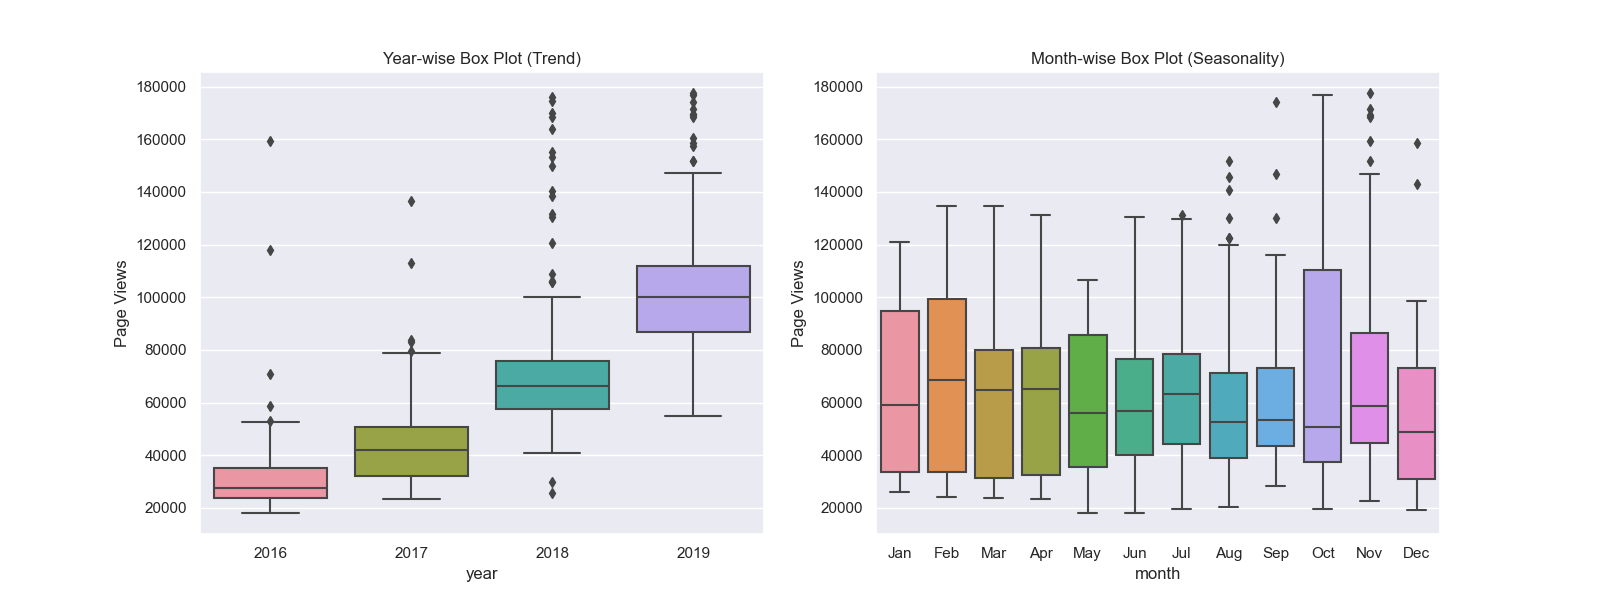 Year-wise Box Plot (Trend)
Page Views
180000
160000
140000
120000
100000
80000
60000
40000
20000
2016 2017 2018 2019
year
Month-wise Box Plot (Seasonality)
Page Views
180000
160000
140000
120000
100000
80000
60000
40000
20000
Jan Feb Mar Apr May Jun Jul Aug Sep Oct Nov Dec
month